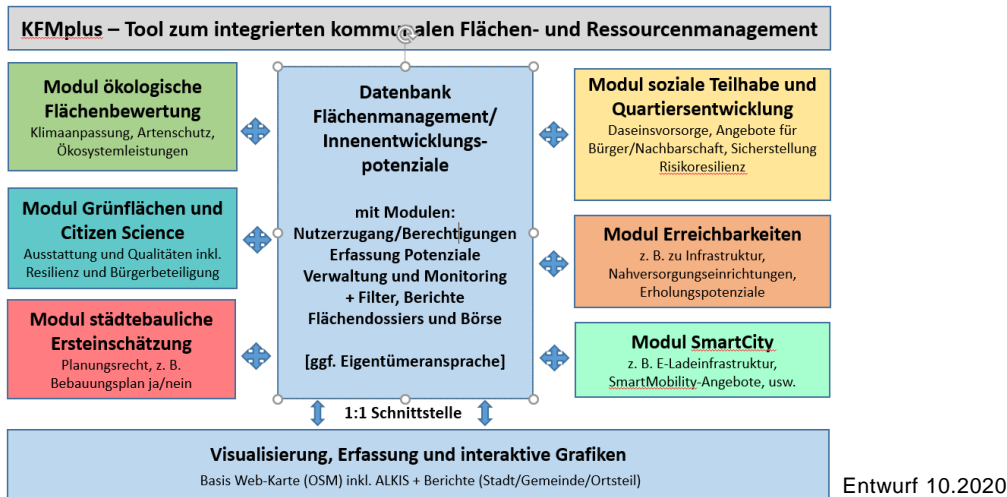 KFMplus – Tool zum integrierten kommunalen Flächen- und Ressourcenmanagement
Modul ökologische
Flächenbewertung
Klimaanpassung, Artenschutz,
Ökosystemleistungen
Modul Grünflächen und
Citizen Science
Ausstattung und Qualitäten inkl.
Resilienz und Bürgerbeteiligung
Modul städtebauliche
Ersteinschätzung
Planungsrecht, z. B.
Bebauungsplan ja/nein
Datenbank
Flächenmanagement/
Innenentwicklungs-
potenziale
mit Modulen:
Nutzerzugang/Berechtigungen
Erfassung Potenziale
Verwaltung und Monitoring
+ Filter, Berichte
Flächendossiers und Börse
[ggf. Eigentümeransprache]
Modul soziale Teilhabe und
Quartiersentwicklung
Daseinsvorsorge, Angebote für
Bürger/Nachbarschaft, Sicherstellung
Risikoresilienz
Modul Erreichbarkeiten
z. B. zu Infrastruktur,
Nahversorgungseinrichtungen,
Erholungspotenziale
Modul SmartCity
z. B. E-Ladeinfrastruktur,
SmartMobility-Angebote, usw.
1:1 Schnittstelle
Visualisierung, Erfassung und interaktive Grafiken
Basis Web-Karte (OSM) inkl. ALKIS + Berichte (Stadt/Gemeinde/Ortsteil)
Entwurf 10.2020